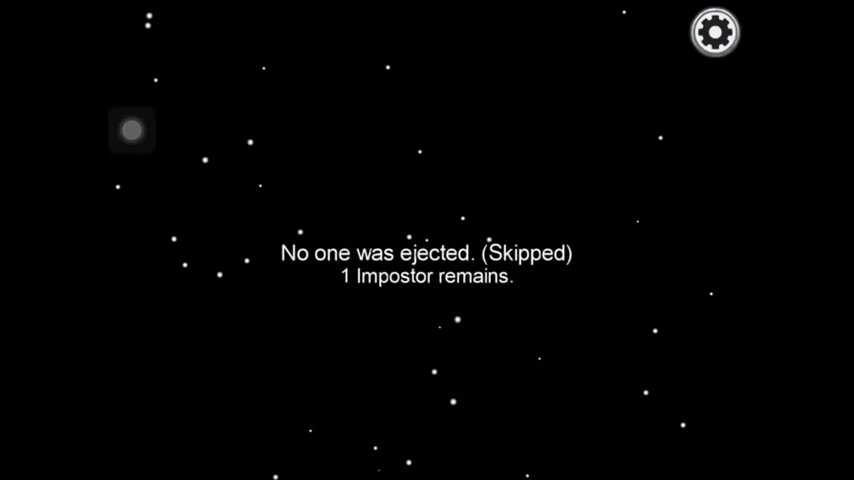 No one was ejected. (Skipped)
1 Impostor remains.